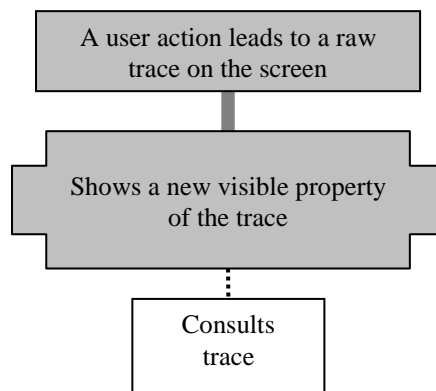 A user action leads to a raw
trace on the screen
Shows a new visible property
of the trace
Consults
trace